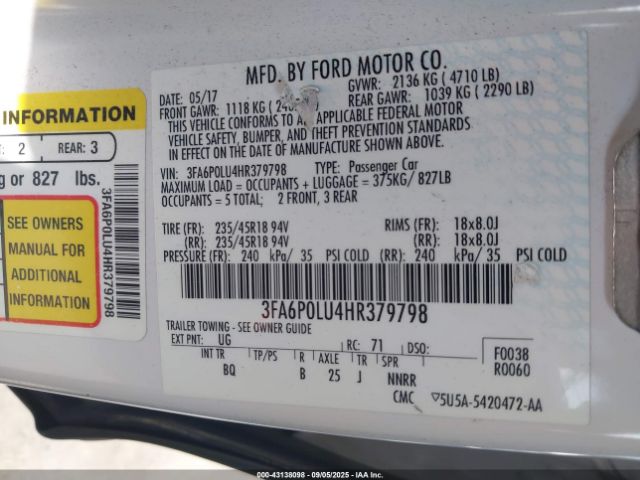 INFORMATION
: 2 REAR: 3
g or 827 lbs.
SEE OWNERS
MANUAL FOR
ADDITIONAL
INFORMATION
3FA6P0LU4HR379798
MFD. BY FORD MOTOR CO.
DATE: 05/17 GVWR: 2136 KG ( 4710 LB)
FRONT GAWR: 1118 KG ( REAR GAWR: 1039 KG ( 2290 LB)
THIS VEHICLE CONFORMS TO ALL APPLICABLE FEDERAL MOTOR
VEHICLE SAFETY, BUMPER, AND THEFT PREVENTION STANDARDS
IN EFFECT ON THE DATE OF MANUFACTURE SHOWN ABOVE.
VIN: 3FA6P0LU4HR379798 TYPE: Passenger Car
MAXIMUM LOAD = OCCUPANTS + LUGGAGE = 375KG/ 827LB
OCCUPANTS = 5 TOTAL; 2 FRONT, 3 REAR
TIRE (FR): 235/45R18 94V RIMS (FR): 18x8.0J
(RR): 235/45R18 94V (RR): 18x8.0J
PRESSURE (FR): 240 kPa/ 35 PSI COLD (RR): 240 kPa/ 35 PSI COLD
3FA6P0LU4HR379798
TRAILER TOWING - SEE OWNER GUIDE
EXT PNT: UG RC: 71 DSO: F0038
INT TR TP/PS R AXLE TR SPR R0060
BQ B 25 J NNRR
CMC 5U5A-5420472-AA
000-43138098 - 09/05/2025 - IAAI.COM